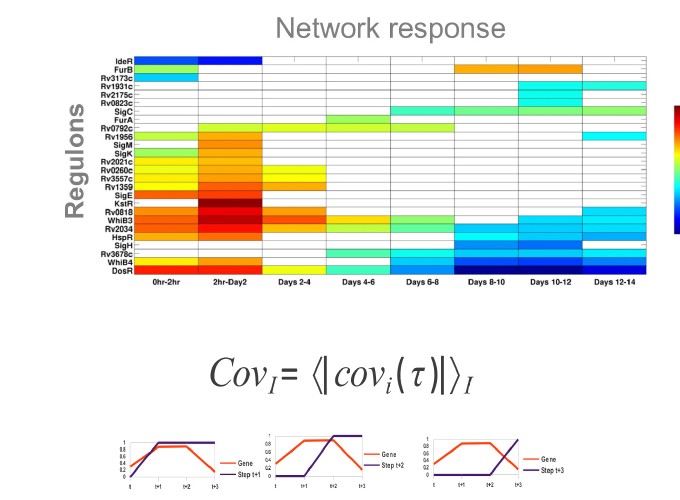 Network response
Regulons
IdeR
FurB
Rv3173c
Rv1931c
Rv2175c
Rv0823c
SigC
FurA
Rv0792c
Rv1956
SigM
SigK
Rv2021c
Rv0260c
Rv3557c
Rv1359
SigE
KstR
Rv0818
WhiB3
Rv2034
HspR
SigH
Rv3678c
WhiB4
DosR
0hr-2hr 2hr-Day2 Days 2-4 Days 4-6 Days 6-8 Days 8-10 Days 10-12 Days 12-14
Cov_I = ⟨|cov_i(τ)|⟩_I
1
0.8
0.6
0.4
0.2
0
t t+1 t+2 t+3
Gene
Step t+1
1
0.8
0.6
0.4
0.2
0
t t+1 t+2 t+3
Gene
Step t+2
1
0.8
0.6
0.4
0.2
0
t t+1 t+2 t+3
Gene
Step t+3